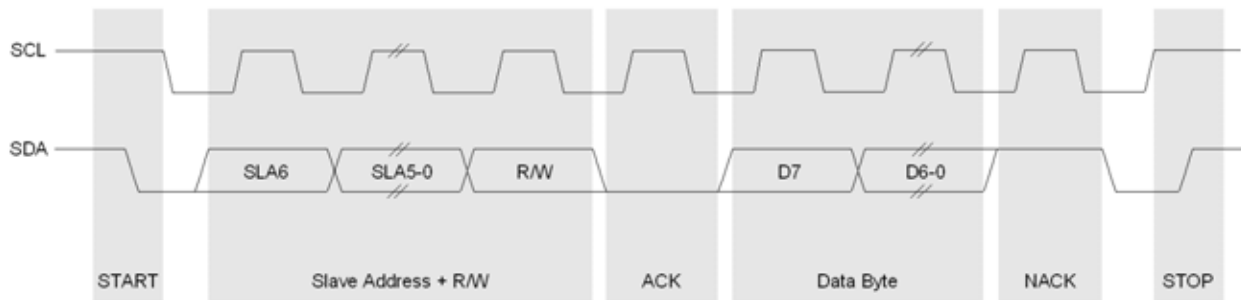 SCL
SDA
SLA6 SLA5-0 R/W D7 D6-0
START Slave Address + R/W ACK Data Byte NACK STOP